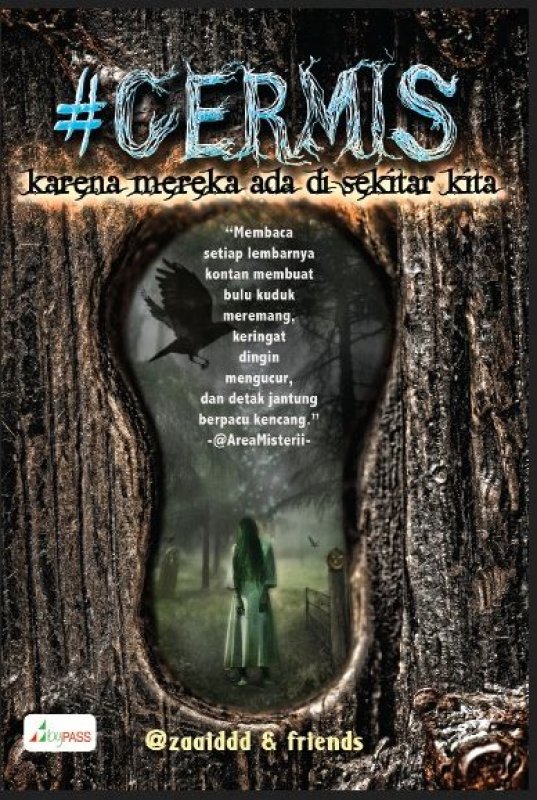 #CERMIS
karena mereka ada di sekitar kita
“Membaca
setiap lembarnya
kontan membuat
bulu kuduk
meremang,
keringat
dingin
mengucur,
dan detak jantung
berpacu kencang.”
-@AreaMisterii-
byPASS
@zaaiddd & friends